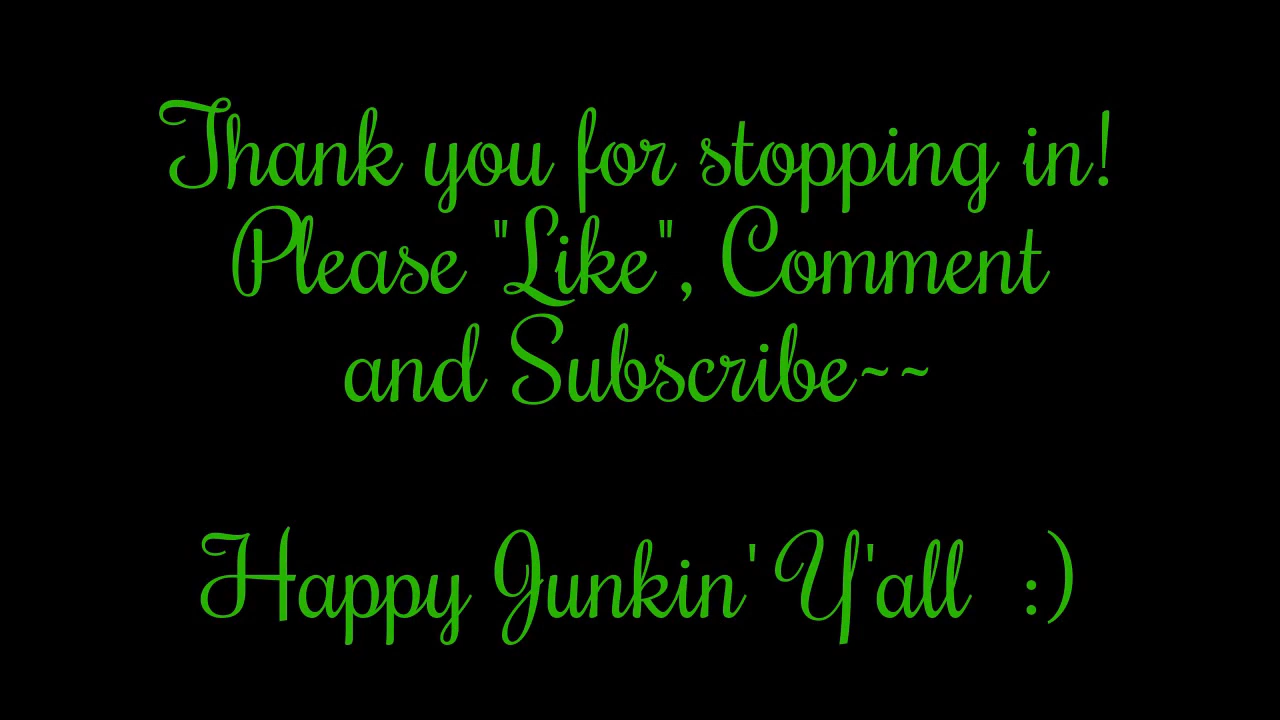 Thank you for stopping in!
Please "Like", Comment
and Subscribe~~
Happy Junkin' Y'all :)